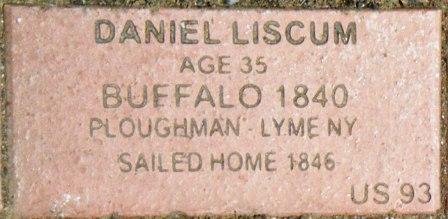 DANIEL LISCUM
AGE 35
BUFFALO 1840
PLOUGHMAN - LYME NY
SAILED HOME 1846
US 93